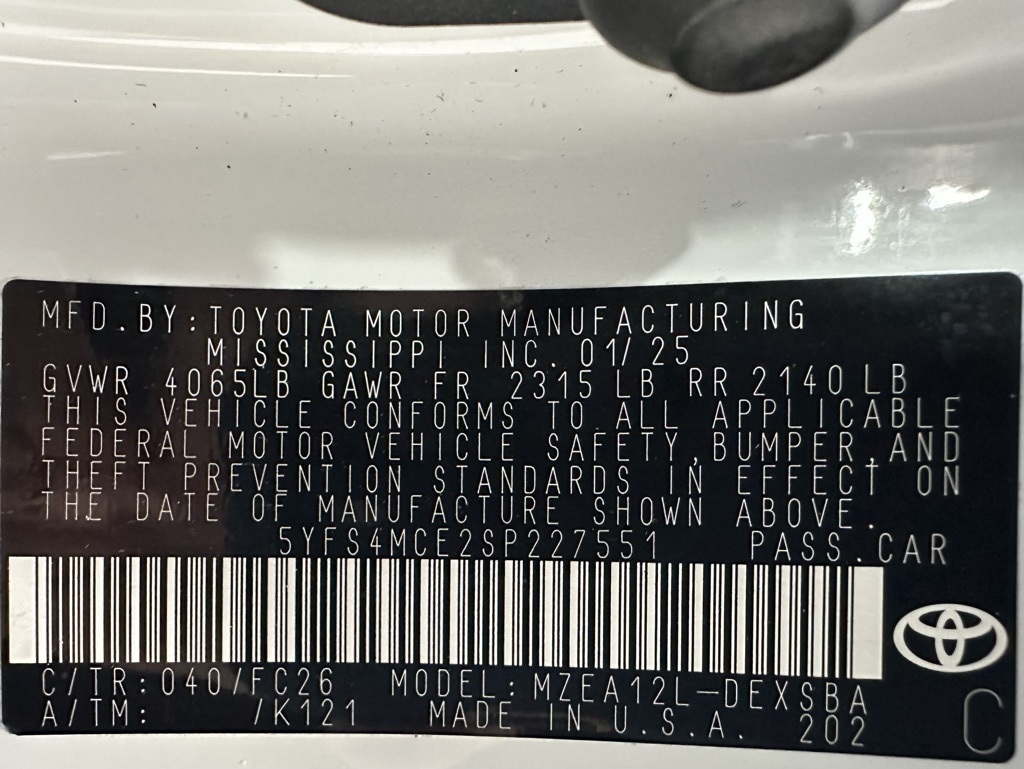 MFD.BY:TOYOTA MOTOR MANUFACTURING
MISSISSIPPI INC. 01/25
GVWR 4065LB GAWR FR 2315 LB RR 2140 LB
THIS VEHICLE CONFORMS TO ALL APPLICABLE
FEDERAL MOTOR VEHICLE SAFETY,BUMPER,AND
THEFT PREVENTION STANDARDS IN EFFECT ON
THE DATE OF MANUFACTURE SHOWN ABOVE.
5YFS4MCE2SP227551 PASS.CAR
C/TR:040/FC26 MODEL:MZEA12L-DEXSBA
A/TM: /K121 MADE IN U.S.A. 202
C